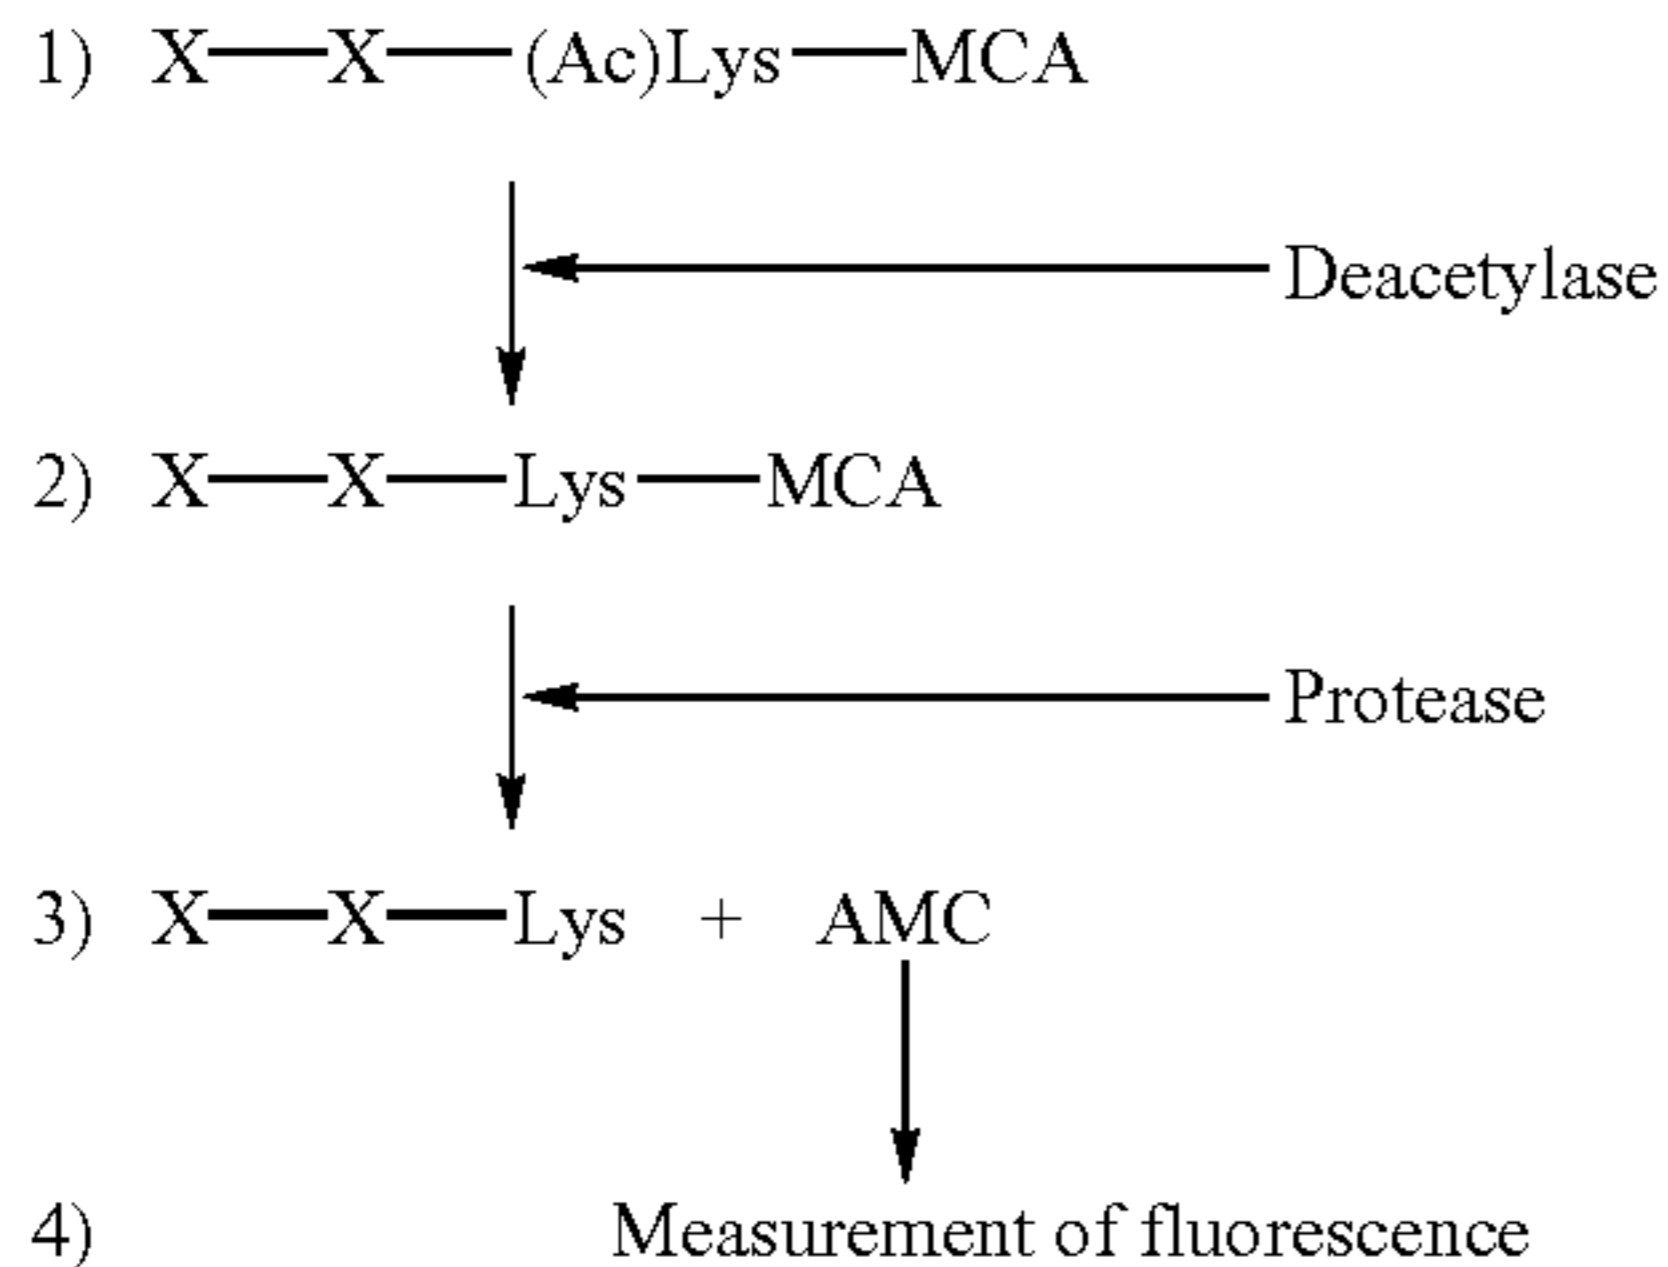 1) X—X—(Ac)Lys—MCA
Deacetylase
2) X—X—Lys—MCA
Protease
3) X—X—Lys + AMC
4) Measurement of fluorescence